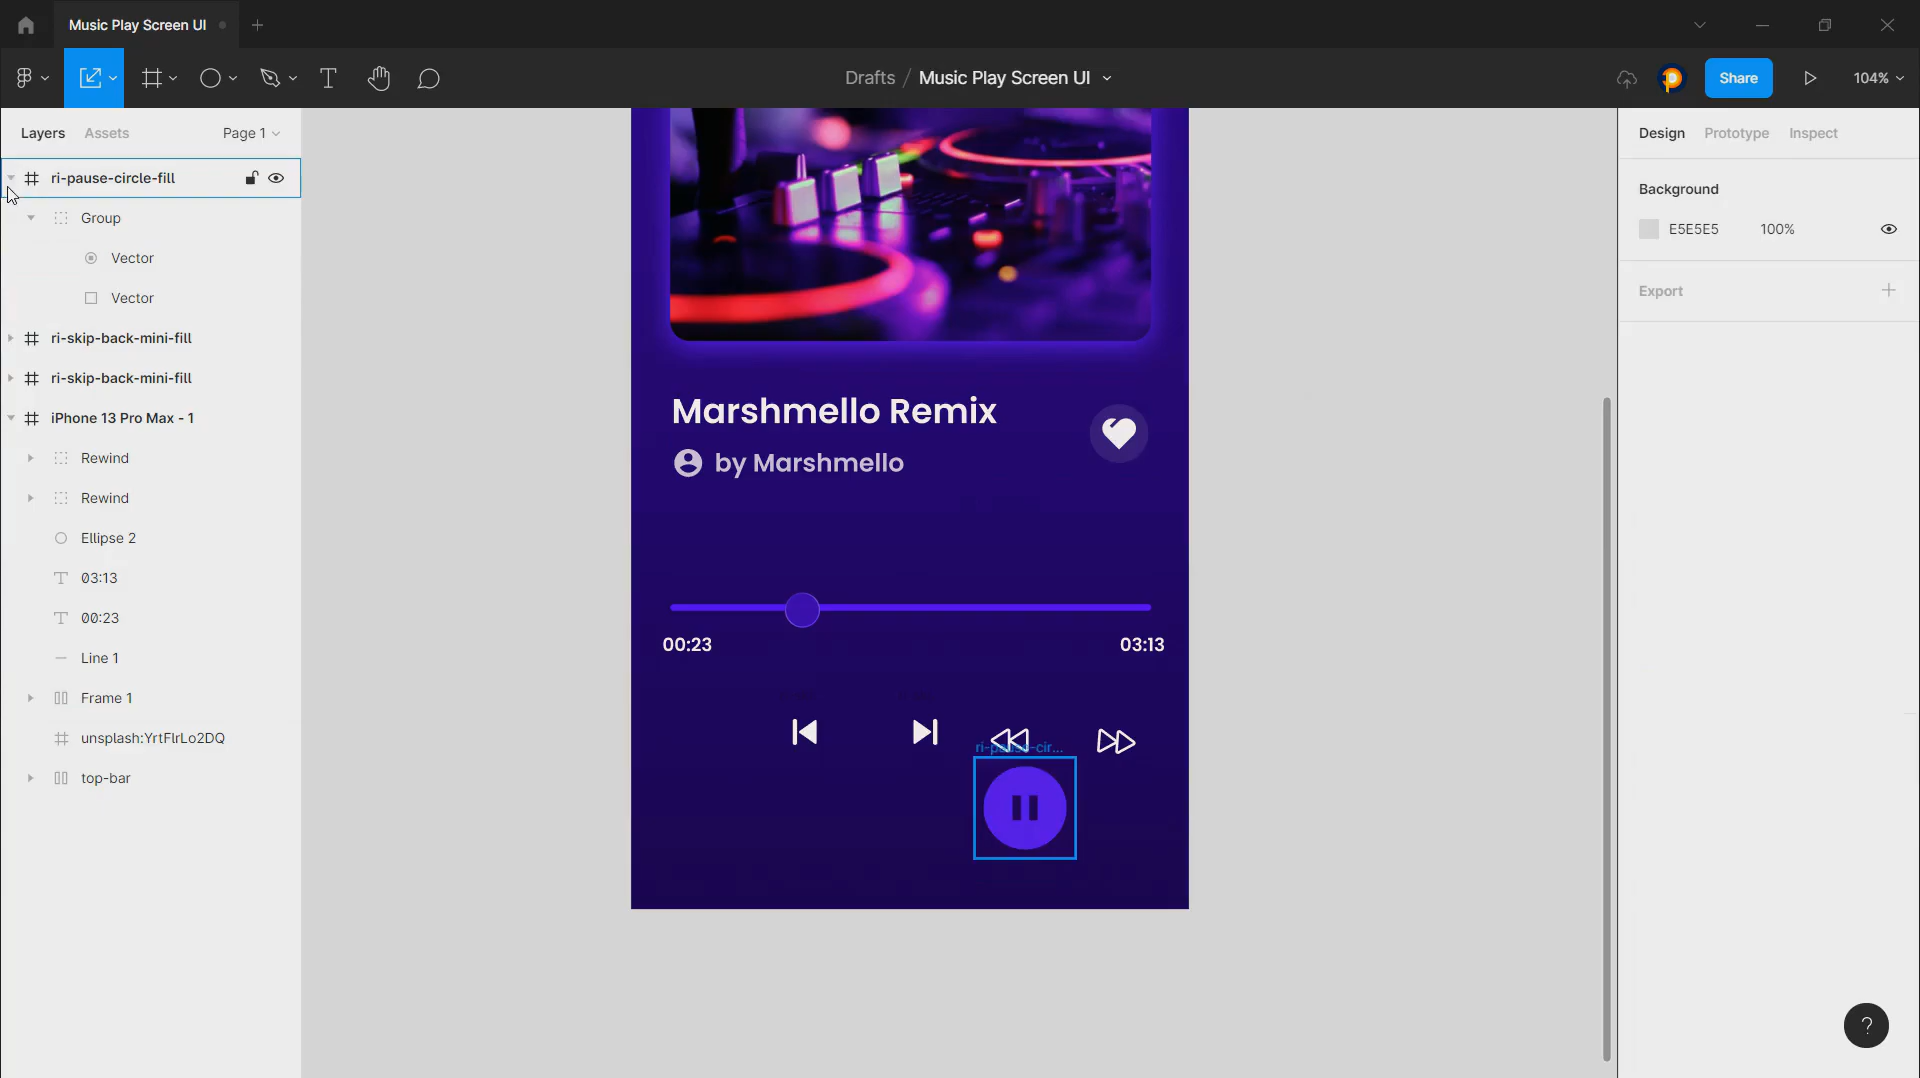 Music Play Screen UI
Drafts / Music Play Screen UI
Share
104%
Layers
Assets
Page 1
ri-pause-circle-fill
Group
Vector
Vector
ri-skip-back-mini-fill
ri-skip-back-mini-fill
iPhone 13 Pro Max - 1
Rewind
Rewind
Ellipse 2
03:13
00:23
Line 1
Frame 1
unsplash:YrtFlrLo2DQ
top-bar
Marshmello Remix
by Marshmello
00:23
03:13
ri-pause-cir...
Design
Prototype
Inspect
Background
E5E5E5
100%
Export
?